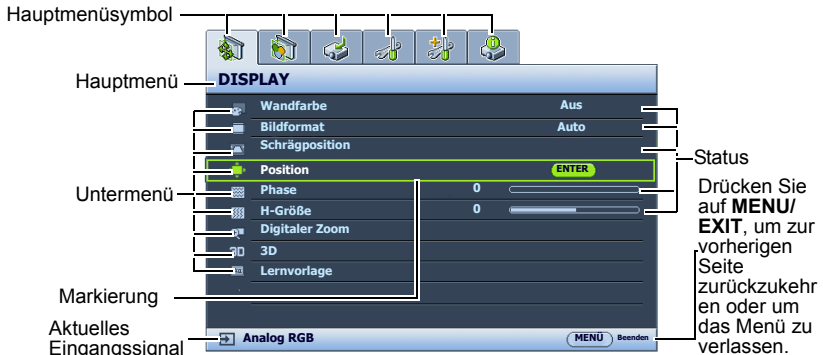 Hauptmenüsymbol
Hauptmenü
DISPLAY
Wandfarbe Aus
Bildformat Auto
Schrägposition
Position ENTER
Phase 0
H-Größe 0
Digitaler Zoom
3D 3D
Lernvorlage
Untermenü
Markierung
Aktuelles
Eingangssignal
Analog RGB
MENÜ Beenden
Status
Drücken Sie
auf MENU/
EXIT, um zur
vorherigen
Seite
zurückzukehr
en oder um
das Menü zu
verlassen.